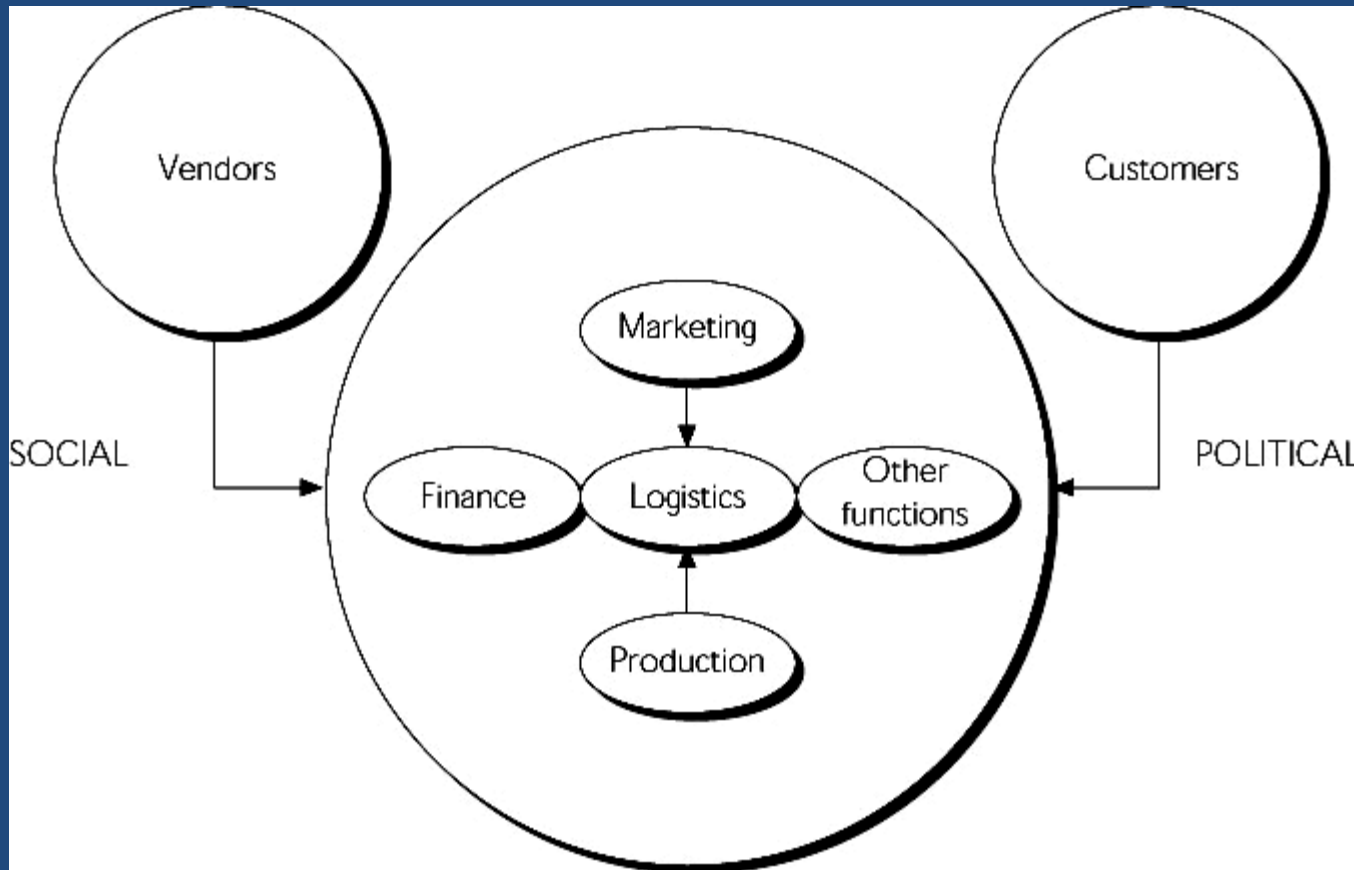 Vendors
Customers
Marketing
SOCIAL
POLITICAL
Finance
Logistics
Other
functions
Production